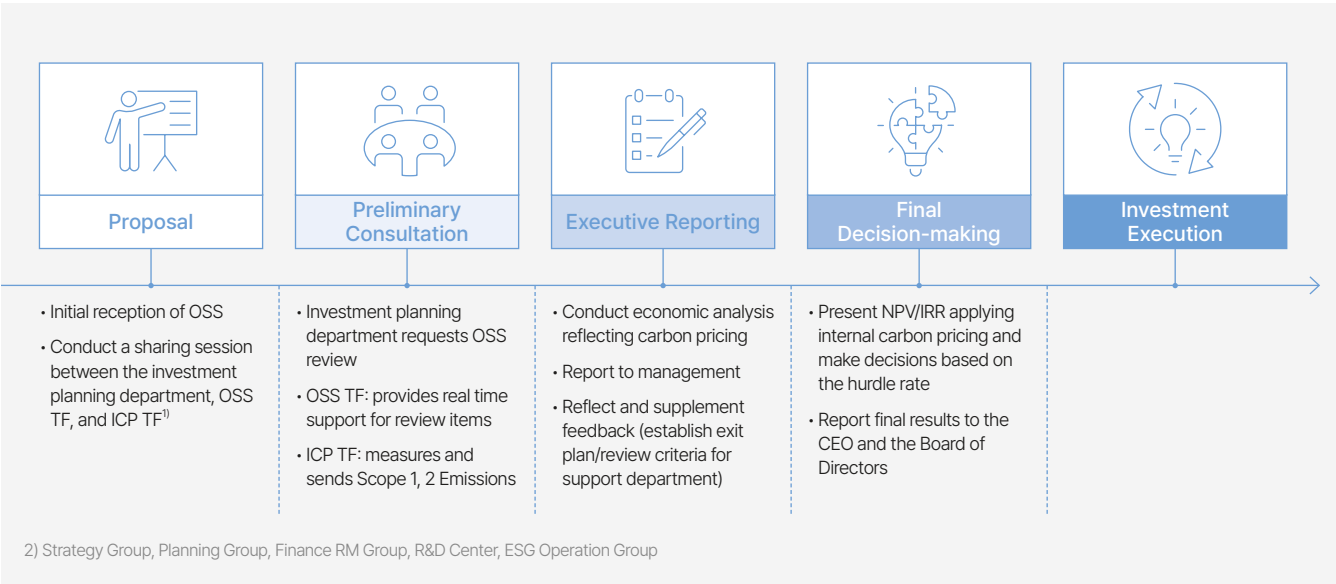 Proposal
Preliminary
Consultation
Executive Reporting
Final
Decision-making
Investment
Execution
• Initial reception of OSS
• Conduct a sharing session
between the investment
planning department, OSS
TF, and ICP TF1)
• Investment planning
department requests OSS
review
• OSS TF: provides real time
support for review items
• ICP TF: measures and
sends Scope 1, 2 Emissions
• Conduct economic analysis
reflecting carbon pricing
• Report to management
• Reflect and supplement
feedback (establish exit
plan/review criteria for
support department)
• Present NPV/IRR applying
internal carbon pricing and
make decisions based on
the hurdle rate
• Report final results to the
CEO and the Board of
Directors
2) Strategy Group, Planning Group, Finance RM Group, R&D Center, ESG Operation Group